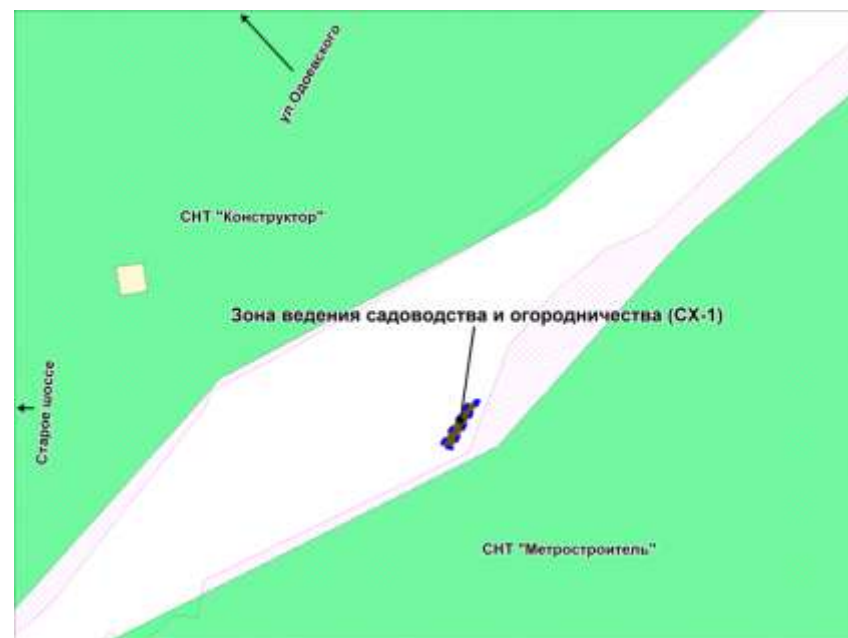 ул.Одоевского
СНТ "Конструктор"
Зона ведения садоводства и огородничества (СХ-1)
Старое шоссе
СНТ "Метростроитель"